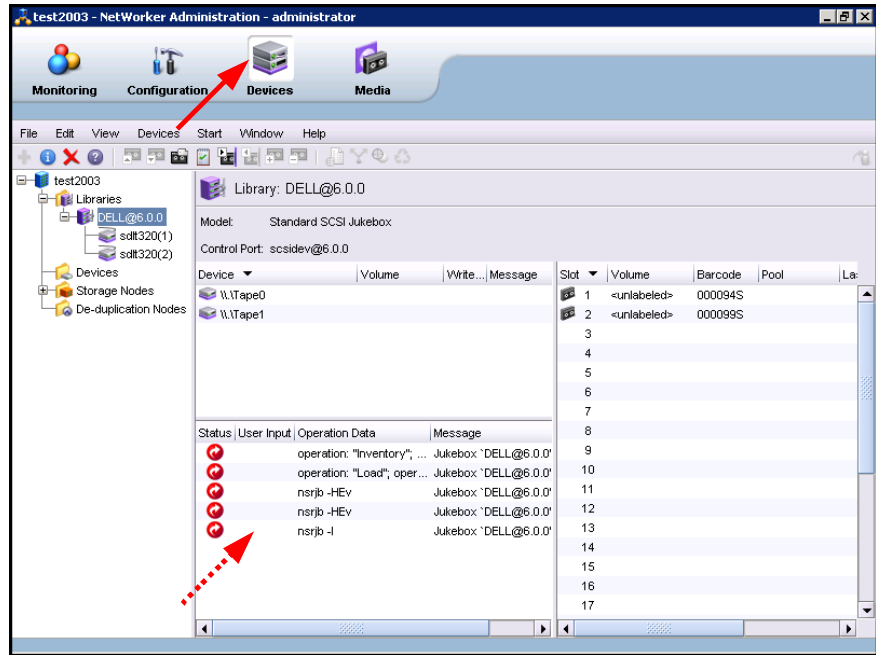 test2003 - NetWorker Administration - administrator
Monitoring Configuration Devices Media
File Edit View Devices Start Window Help
test2003
Libraries
DELL@6.0.0
sdlt320(1)
sdlt320(2)
Devices
Storage Nodes
De-duplication Nodes
Library: DELL@6.0.0
Model: Standard SCSI Jukebox
Control Port: scsidev@6.0.0
Device Volume Write... Message
\\.\Tape0
\\.\Tape1
Status User Input Operation Data Message
operation: "Inventory"; ... Jukebox `DELL@6.0.0'
operation: "Load"; oper... Jukebox `DELL@6.0.0'
nsrjb -HEv Jukebox `DELL@6.0.0'
nsrjb -HEv Jukebox `DELL@6.0.0'
nsrjb -I Jukebox `DELL@6.0.0'
Slot Volume Barcode Pool La
1 <unlabeled> 000094S
2 <unlabeled> 000099S
3
4
5
6
7
8
9
10
11
12
13
14
15
16
17